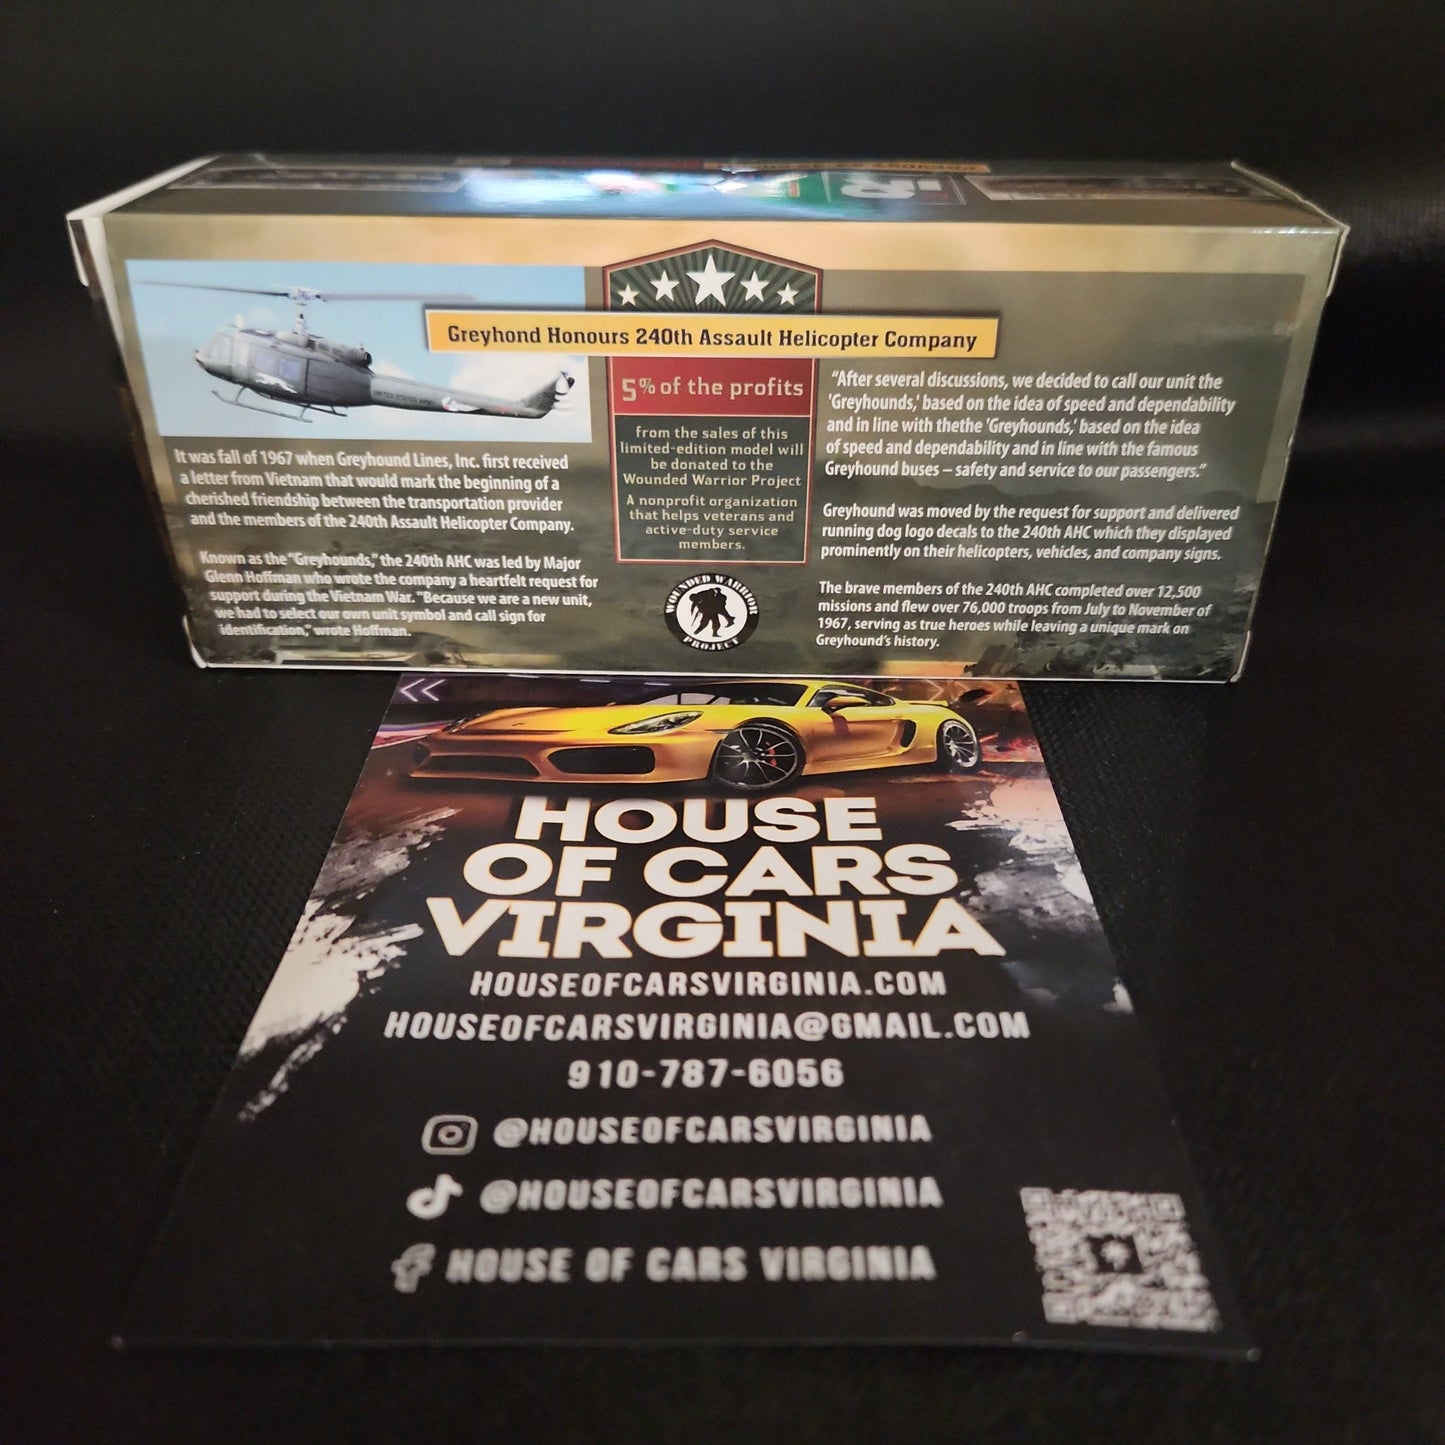 Greyhond Honours 240th Assault Helicopter Company
UNITED STATES ARMY
It was fall of 1967 when Greyhound Lines, Inc. first received
a letter from Vietnam that would mark the beginning of a
cherished friendship between the transportation provider
and the members of the 240th Assault Helicopter Company.
Known as the "Greyhounds," the 240th AHC was led by Major
Glenn Hoffman who wrote the company a heartfelt request for
support during the Vietnam War. "Because we are a new unit,
we had to select our own unit symbol and call sign for
identification," wrote Hoffman.
5% of the profits
from the sales of this
limited-edition model will
be donated to the
Wounded Warrior Project
A nonprofit organization
that helps veterans and
active-duty service
members.
WOUNDED WARRIOR
PROJECT
"After several discussions, we decided to call our unit the
'Greyhounds,' based on the idea of speed and dependability
and in line with thethe 'Greyhounds,' based on the idea
of speed and dependability and in line with the famous
Greyhound buses – safety and service to our passengers."
Greyhound was moved by the request for support and delivered
running dog logo decals to the 240th AHC which they displayed
prominently on their helicopters, vehicles, and company signs.
The brave members of the 240th AHC completed over 12,500
missions and flew over 76,000 troops from July to November of
1967, serving as true heroes while leaving a unique mark on
Greyhound's history.
HOUSE
OF CARS
VIRGINIA
HOUSEOFCARSVIRGINIA.COM
HOUSEOFCARSVIRGINIA@GMAIL.COM
910-787-6056
@HOUSEOFCARSVIRGINIA
@HOUSEOFCARSVIRGINIA
HOUSE OF CARS VIRGINIA